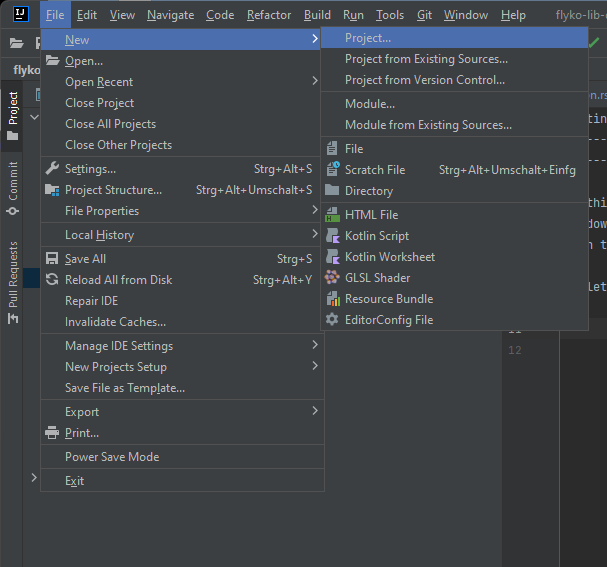 IJ File Edit View Navigate Code Refactor Build Run Tools Git Window Help flyko-lib-
New
Project...
Open...
Project from Existing Sources...
flyko
Open Recent
Project from Version Control...
Close Project
Module...
Close All Projects
Module from Existing Sources...
Close Other Projects
File
Settings... Strg+Alt+S
Scratch File Strg+Alt+Umschalt+Einfg
Project Structure... Strg+Alt+Umschalt+S
Directory
File Properties
HTML File
Local History
Kotlin Script
Save All Strg+S
Kotlin Worksheet
Reload All from Disk Strg+Alt+Y
GLSL Shader
Repair IDE
Resource Bundle
Invalidate Caches...
EditorConfig File
11
Manage IDE Settings
12
New Projects Setup
Save File as Template...
Export
Print...
Power Save Mode
Exit
Project
Commit
Pull Requests